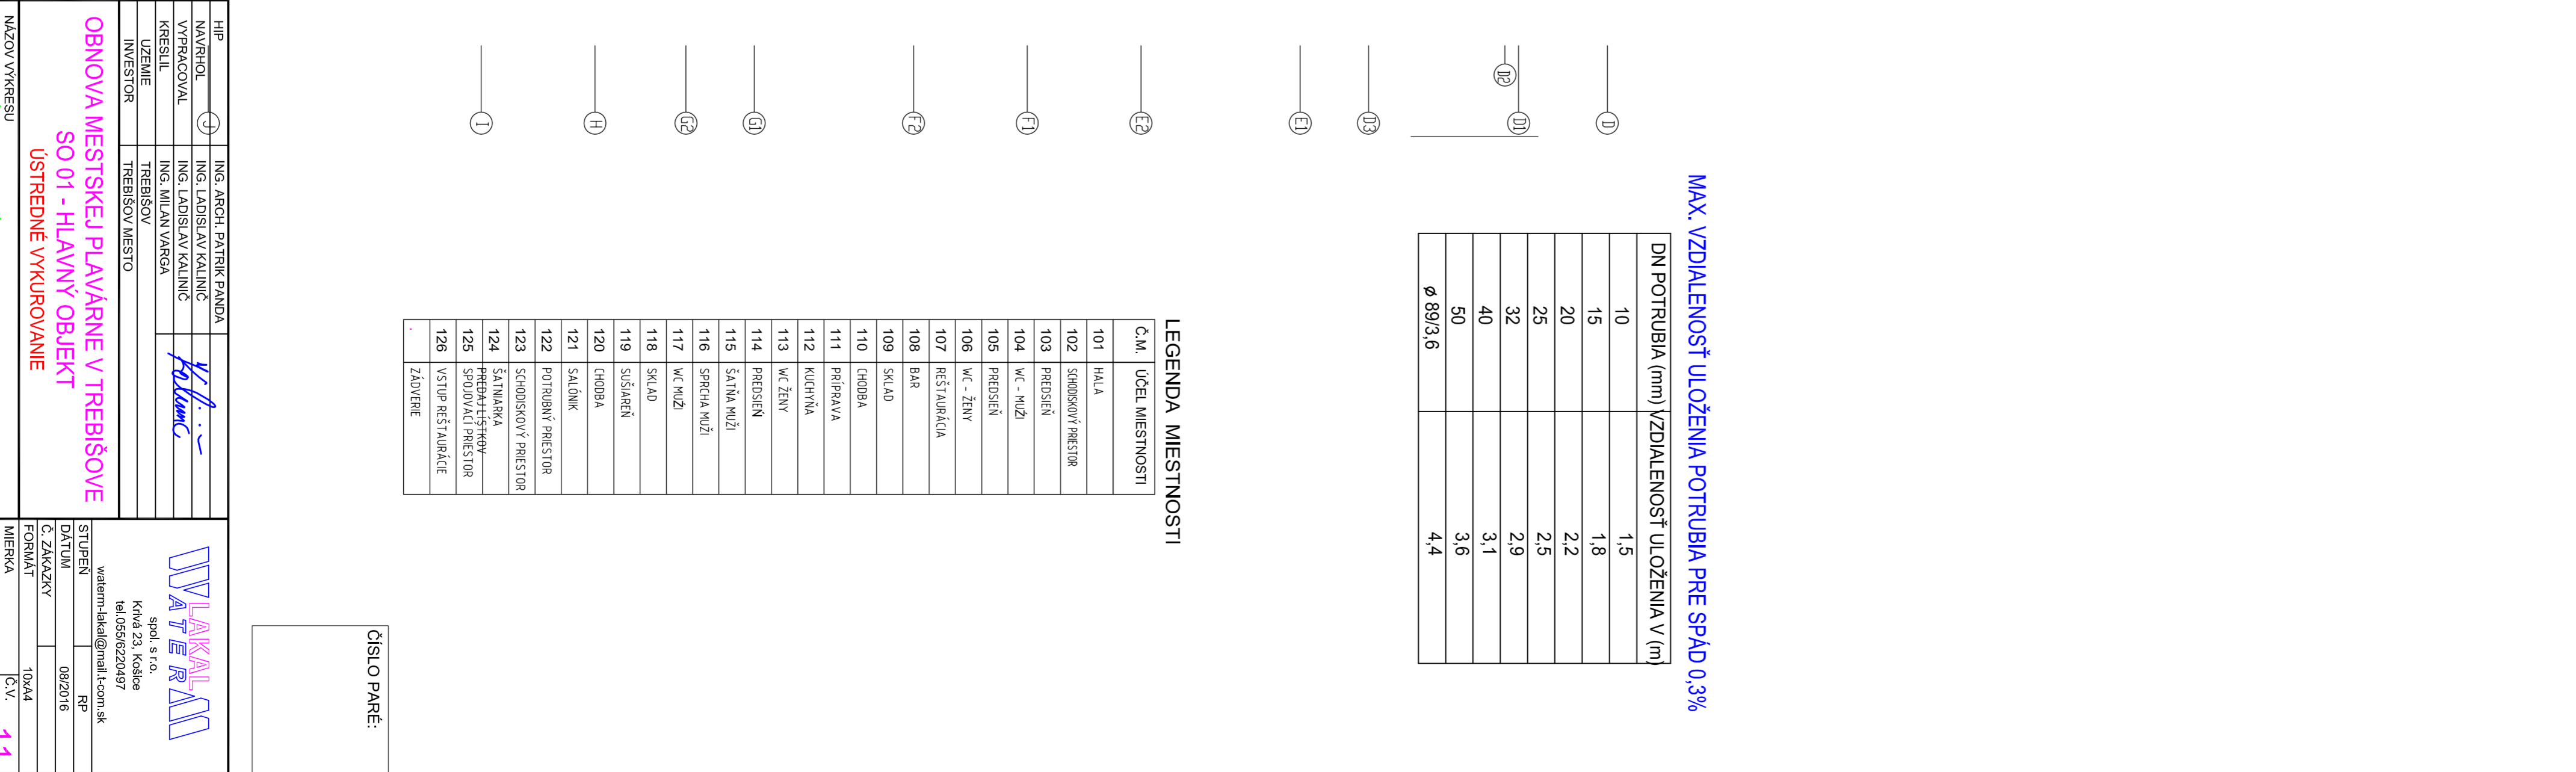 MAX. VZDIALENOSŤ ULOŽENIA POTRUBIA PRE SPÁD 0,3%
DN POTRUBIA (mm) VZDIALENOSŤ ULOŽENIA V (m)
10 1,5
15 1,8
20 2,2
25 2,5
32 2,9
40 3,1
50 3,6
ø 89/3,6 4,4
D
D1
D2
D3
E1
E2
F1
F2
G1
G2
H
I
J
LEGENDA MIESTNOSTI
Č.M. ÚČEL MIESTNOSTI
101 HALA
102 SCHODISKOVÝ PRIESTOR
103 PREDSIEŇ
104 WC - MUŽI
105 PREDSIEŇ
106 WC - ŽENY
107 REŠTAURÁCIA
108 BAR
109 SKLAD
110 CHODBA
111 PRÍPRAVA
112 KUCHYŇA
113 WC ŽENY
114 PREDSIEŇ
115 ŠATŇA MUŽI
116 SPRCHA MUŽI
117 WC MUŽI
118 SKLAD
119 SUŠIAREŇ
120 CHODBA
121 SALÓNIK
122 POTRUBNÝ PRIESTOR
123 SCHODISKOVÝ PRIESTOR
124 ŠATNIARKA
PREDAJ LÍSTKOV
125 SPOJOVACÍ PRIESTOR
126 VSTUP REŠTAURÁCIE
ZÁDVERIE
ČÍSLO PARÉ:
HIP ING. ARCH. PATRIK PANDA
NAVRHOL ING. LADISLAV KALINIČ
VYPRACOVAL ING. LADISLAV KALINIČ
KRESLIL ING. MILAN VARGA
UZEMIE TREBIŠOV
INVESTOR TREBIŠOV MESTO
LAKAL
WATERM
spol. s r.o.
Krivá 23, Košice
tel.055/6220497
waterm-lakal@mail.t-com.sk
OBNOVA MESTSKEJ PLAVÁRNE V TREBIŠOVE
SO 01 - HLAVNÝ OBJEKT
ÚSTREDNÉ VYKUROVANIE
STUPEŇ RP
DÁTUM 08/2016
Č. ZÁKAZKY
FORMÁT 10xA4
NÁZOV VÝKRESU
MIERKA Č.V.